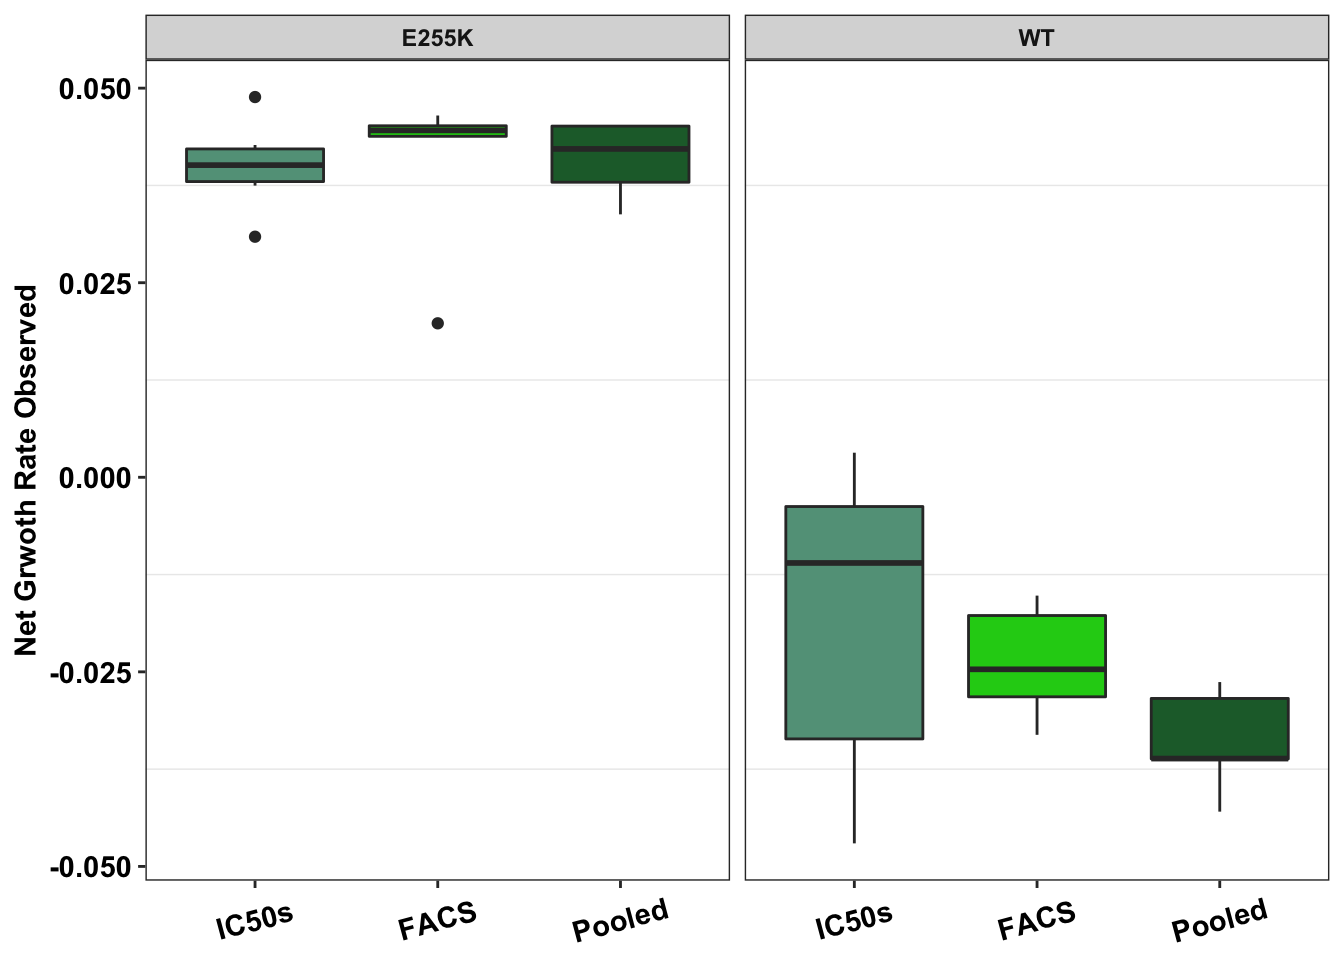 E255K
WT
Net Grwoth Rate Observed
0.050
0.025
0.000
-0.025
-0.050
IC50s
FACS
Pooled
IC50s
FACS
Pooled